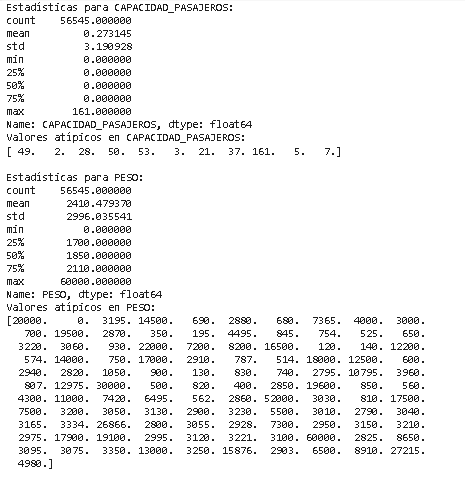 Estadísticas para CAPACIDAD_PASAJEROS:
count    56545.000000
mean         0.273145
std          3.190928
min          0.000000
25%          0.000000
50%          0.000000
75%          0.000000
max        161.000000
Name: CAPACIDAD_PASAJEROS, dtype: float64
Valores atípicos en CAPACIDAD_PASAJEROS:
[ 49.   2.  28.  50.  53.   3.  21.  37. 161.   5.   7.]
Estadísticas para PESO:
count    56545.000000
mean      2410.479370
std       2996.035541
min          0.000000
25%       1700.000000
50%       1850.000000
75%       2110.000000
max      60000.000000
Name: PESO, dtype: float64
Valores atípicos en PESO:
[20000.     0.  3195. 14500.   690.  2880.   680.  7365.  4000.  3000.
   700. 19500.  2870.   350.   195.  4495.   845.   754.   525.   650.
  3220.  3060.   930. 22000.  7200.  8200. 16500.   120.   140. 12200.
   574. 14000.   750. 17000.  2910.   787.   514. 18000. 12500.   600.
  2940.  2820.  1050.   900.   130.   830.   740.  2795. 10795.  3960.
   807. 12975. 30000.   500.   820.   400.  2850. 19600.   850.   560.
  4300. 11000.  7420.  6495.   562.  2860. 52000.  3030.   810. 17500.
  7500.  3200.  3050.  3130.  2900.  3230.  5500.  3010.  2790.  3040.
  3165.  3334. 26866.  2800.  3055.  2928.  7300.  2950.  3150.  3210.
  2975. 17900. 19100.  2995.  3120.  3221.  3100. 60000.  2825.  8650.
  3095.  3075.  3350. 13000.  3250. 15876.  2903.  6500.  8910. 27215.
  4980.]